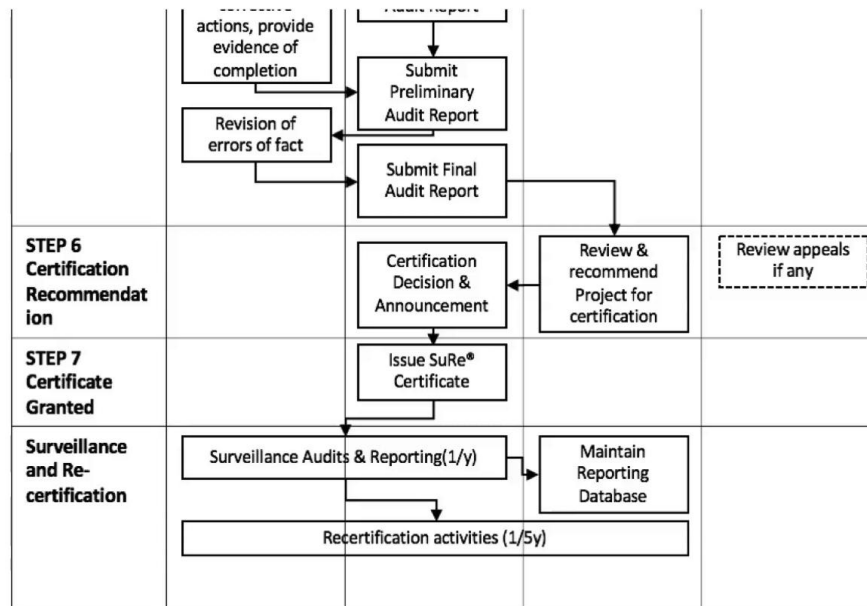 actions, provide
evidence of
completion
Audit Report
Submit
Preliminary
Audit Report
Revision of
errors of fact
Submit Final
Audit Report
STEP 6
Certification
Recommendat
ion
Certification
Decision &
Announcement
Review &
recommend
Project for
certification
Review appeals
if any
STEP 7
Certificate
Granted
Issue SuRe®
Certificate
Surveillance
and Re-
certification
Surveillance Audits & Reporting(1/y)
Maintain
Reporting
Database
Recertification activities (1/5y)